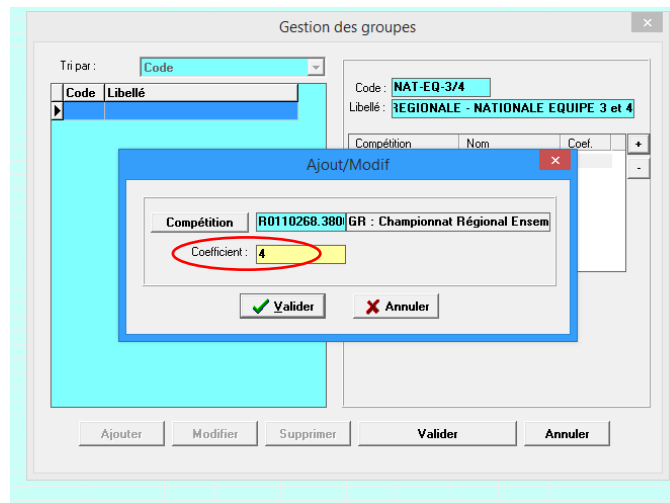 Gestion des groupes
Tri par : Code
Code Libellé
Code : NAT-EQ-3/4
Libellé : REGIONALE - NATIONALE EQUIPE 3 et 4
Compétition Nom Coef. +
-
Ajout/Modif
Compétition R0110268.380 GR : Championnat Régional Ensem
Coefficient : 4
Valider Annuler
Ajouter Modifier Supprimer Valider Annuler